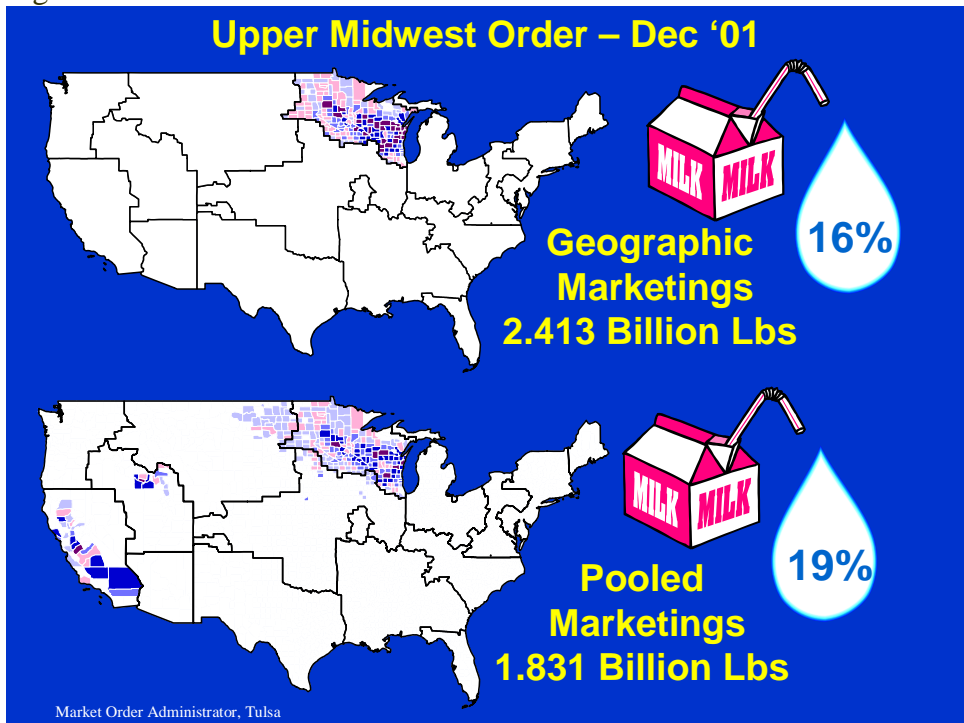 Upper Midwest Order – Dec ‘01
MILK MILK
16%
Geographic
Marketings
2.413 Billion Lbs
MILK MILK
19%
Pooled
Marketings
1.831 Billion Lbs
Market Order Administrator, Tulsa